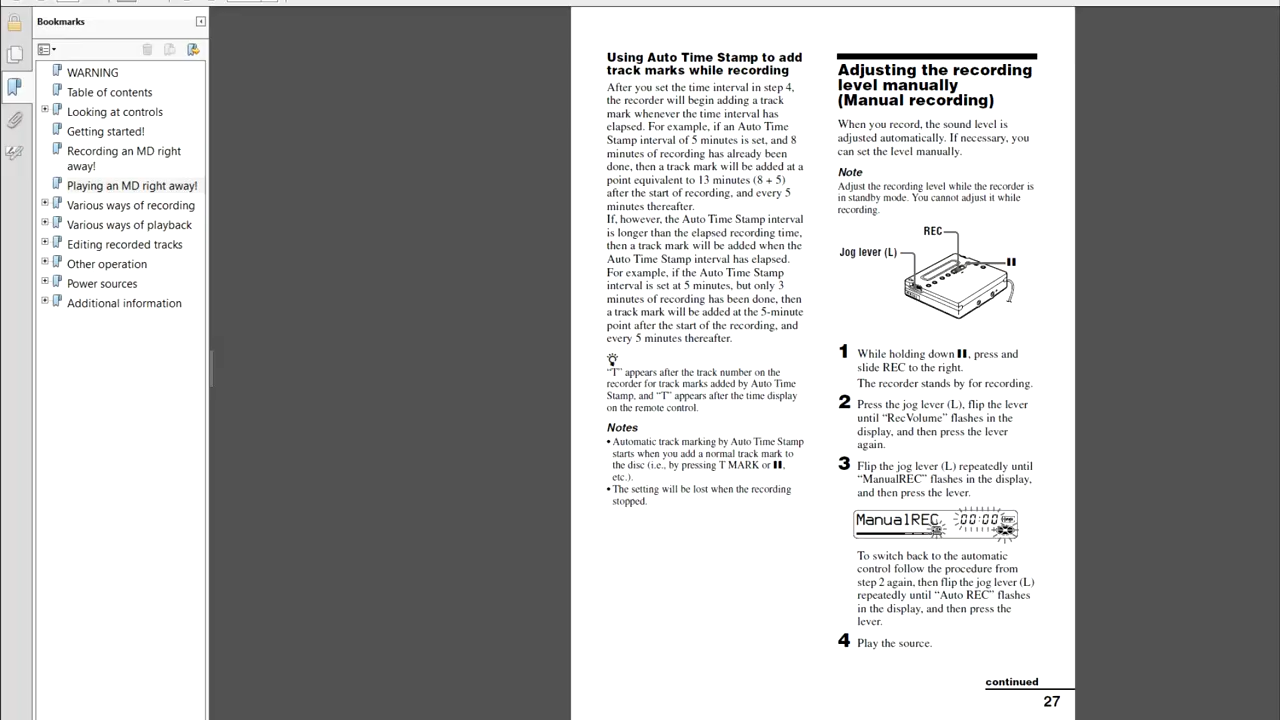 Bookmarks
WARNING
Table of contents
Looking at controls
Getting started!
Recording an MD right
away!
Playing an MD right away!
Various ways of recording
Various ways of playback
Editing recorded tracks
Other operation
Power sources
Additional information
Using Auto Time Stamp to add
track marks while recording
After you set the time interval in step 4,
the recorder will begin adding a track
mark whenever the time interval has
elapsed. For example, if an Auto Time
Stamp interval of 5 minutes is set, and 8
minutes of recording has already been
done, then a track mark will be added at a
point equivalent to 13 minutes (8 + 5)
after the start of recording, and every 5
minutes thereafter.
If, however, the Auto Time Stamp interval
is longer than the elapsed recording time,
then a track mark will be added when the
Auto Time Stamp interval has elapsed.
For example, if the Auto Time Stamp
interval is set at 5 minutes, but only 3
minutes of recording has been done, then
a track mark will be added at the 5-minute
point after the start of the recording, and
every 5 minutes thereafter.
“T” appears after the track number on the
recorder for track marks added by Auto Time
Stamp, and “T” appears after the time display
on the remote control.
Notes
• Automatic track marking by Auto Time Stamp
starts when you add a normal track mark to
the disc (i.e., by pressing T MARK or ⏸,
etc.).
• The setting will be lost when the recording
stopped.
Adjusting the recording
level manually
(Manual recording)
When you record, the sound level is
adjusted automatically. If necessary, you
can set the level manually.
Note
Adjust the recording level while the recorder is
in standby mode. You cannot adjust it while
recording.
REC
Jog lever (L)
⏸
1 While holding down ⏸, press and
slide REC to the right.
The recorder stands by for recording.
2 Press the jog lever (L), flip the lever
until “RecVolume” flashes in the
display, and then press the lever
again.
3 Flip the jog lever (L) repeatedly until
“ManualREC” flashes in the display,
and then press the lever.
ManualREC 00:00
To switch back to the automatic
control follow the procedure from
step 2 again, then flip the jog lever (L)
repeatedly until “Auto REC” flashes
in the display, and then press the
lever.
4 Play the source.
continued
27